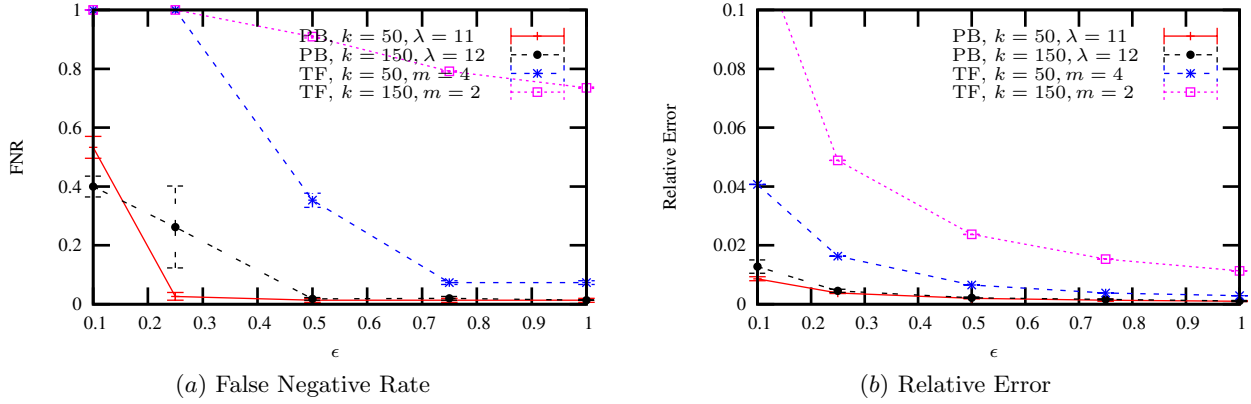 1
0.8
0.6
0.4
0.2
0
FNR
0.1 0.2 0.3 0.4 0.5 0.6 0.7 0.8 0.9 1
ϵ
PB, k = 50, λ = 11
PB, k = 150, λ = 12
TF, k = 50, m = 4
TF, k = 150, m = 2
(a) False Negative Rate
0.1
0.08
0.06
0.04
0.02
0
Relative Error
0.1 0.2 0.3 0.4 0.5 0.6 0.7 0.8 0.9 1
ϵ
PB, k = 50, λ = 11
PB, k = 150, λ = 12
TF, k = 50, m = 4
TF, k = 150, m = 2
(b) Relative Error